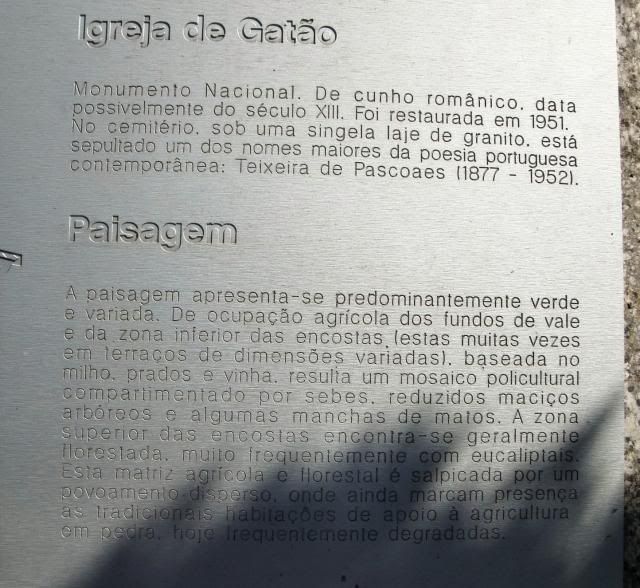 Igreja de Gatão
Monumento Nacional. De cunho românico, data
possivelmente do século XIII. Foi restaurada em 1951.
No cemitério, sob uma singela laje de granito, está
sepultado um dos nomes maiores da poesia portuguesa
contemporânea: Teixeira de Pascoaes (1877 - 1952).
Paisagem
A paisagem apresenta-se predominantemente verde
e variada. De ocupação agrícola dos fundos de vale
e da zona inferior das encostas (estas muitas vezes
em terraços de dimensões variadas), baseada no
milho, prados e vinha, resulta um mosaico policultural
compartimentado por sebes, reduzidos maciços
arbóreos e algumas manchas de matos. A zona
superior das encostas encontra-se geralmente
florestada, muito frequentemente com eucaliptais.
Esta matriz agrícola e florestal é salpicada por um
povoamento disperso, onde ainda marcam presença
as tradicionais habitações de apoio à agricultura
em pedra, hoje frequentemente degradadas.